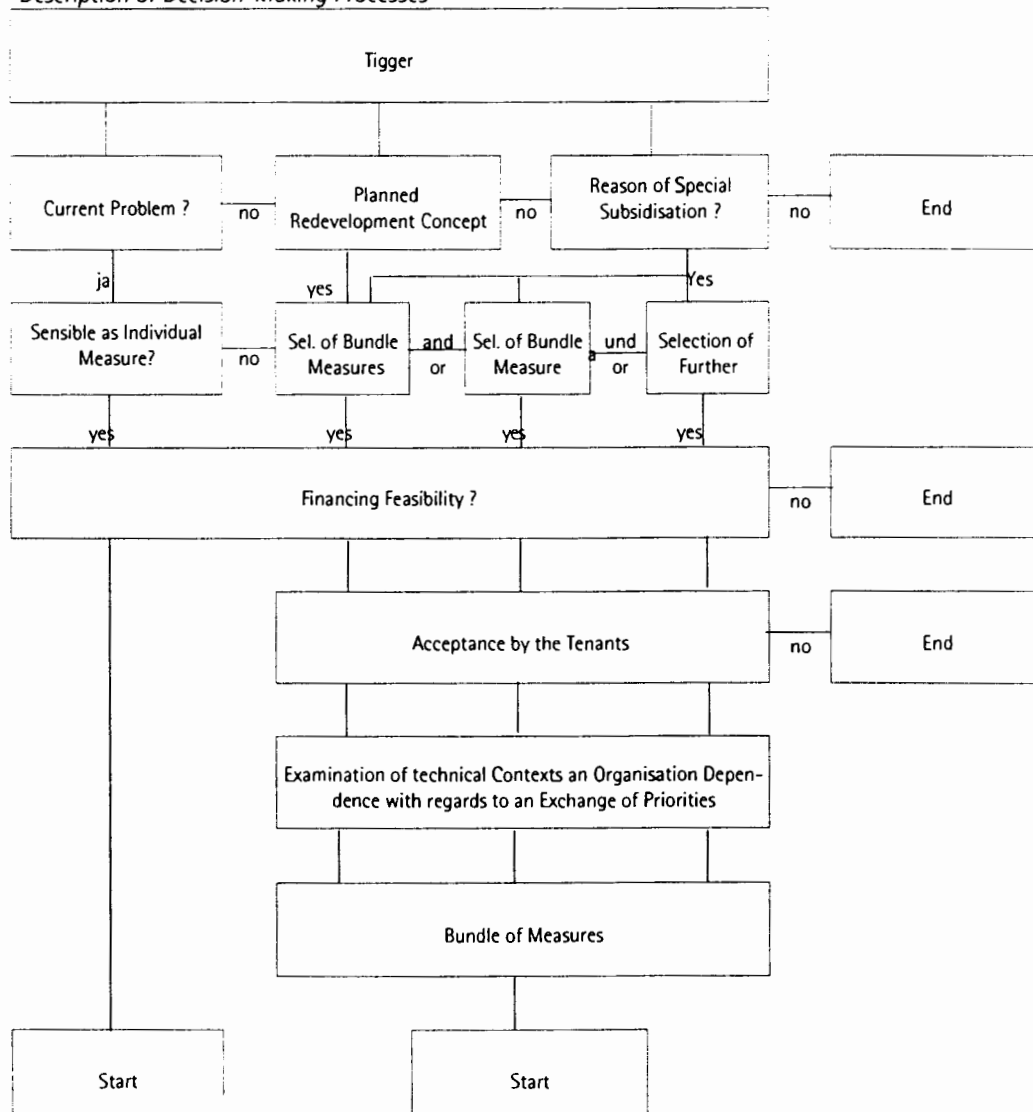 Description of Decision-Making Processes
Tigger
Current Problem ?
no
Planned
Redevelopment Concept
no
Reason of Special
Subsidisation ?
no
End
ja
yes
Yes
Sensible as Individual
Measure?
no
Sel. of Bundle
Measures
and
or
Sel. of Bundle
Measure
a
und
or
Selection of
Further
yes
yes
yes
yes
Financing Feasibility ?
no
End
Acceptance by the Tenants
no
End
Examination of technical Contexts an Organisation Depen-
dence with regards to an Exchange of Priorities
Bundle of Measures
Start
Start